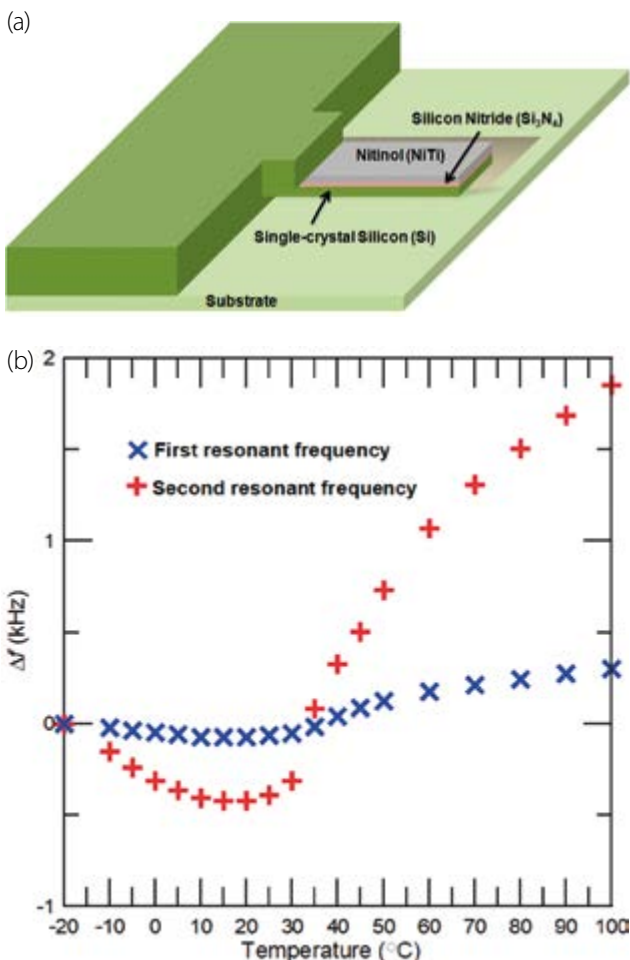 (a)
Silicon Nitride (Si₃N₄)
Nitinol (NiTi)
Single-crystal Silicon (Si)
Substrate
(b)
2
× First resonant frequency
+ Second resonant frequency
1
Δf (kHz)
0
-1
-20 -10 0 10 20 30 40 50 60 70 80 90 100
Temperature (°C)